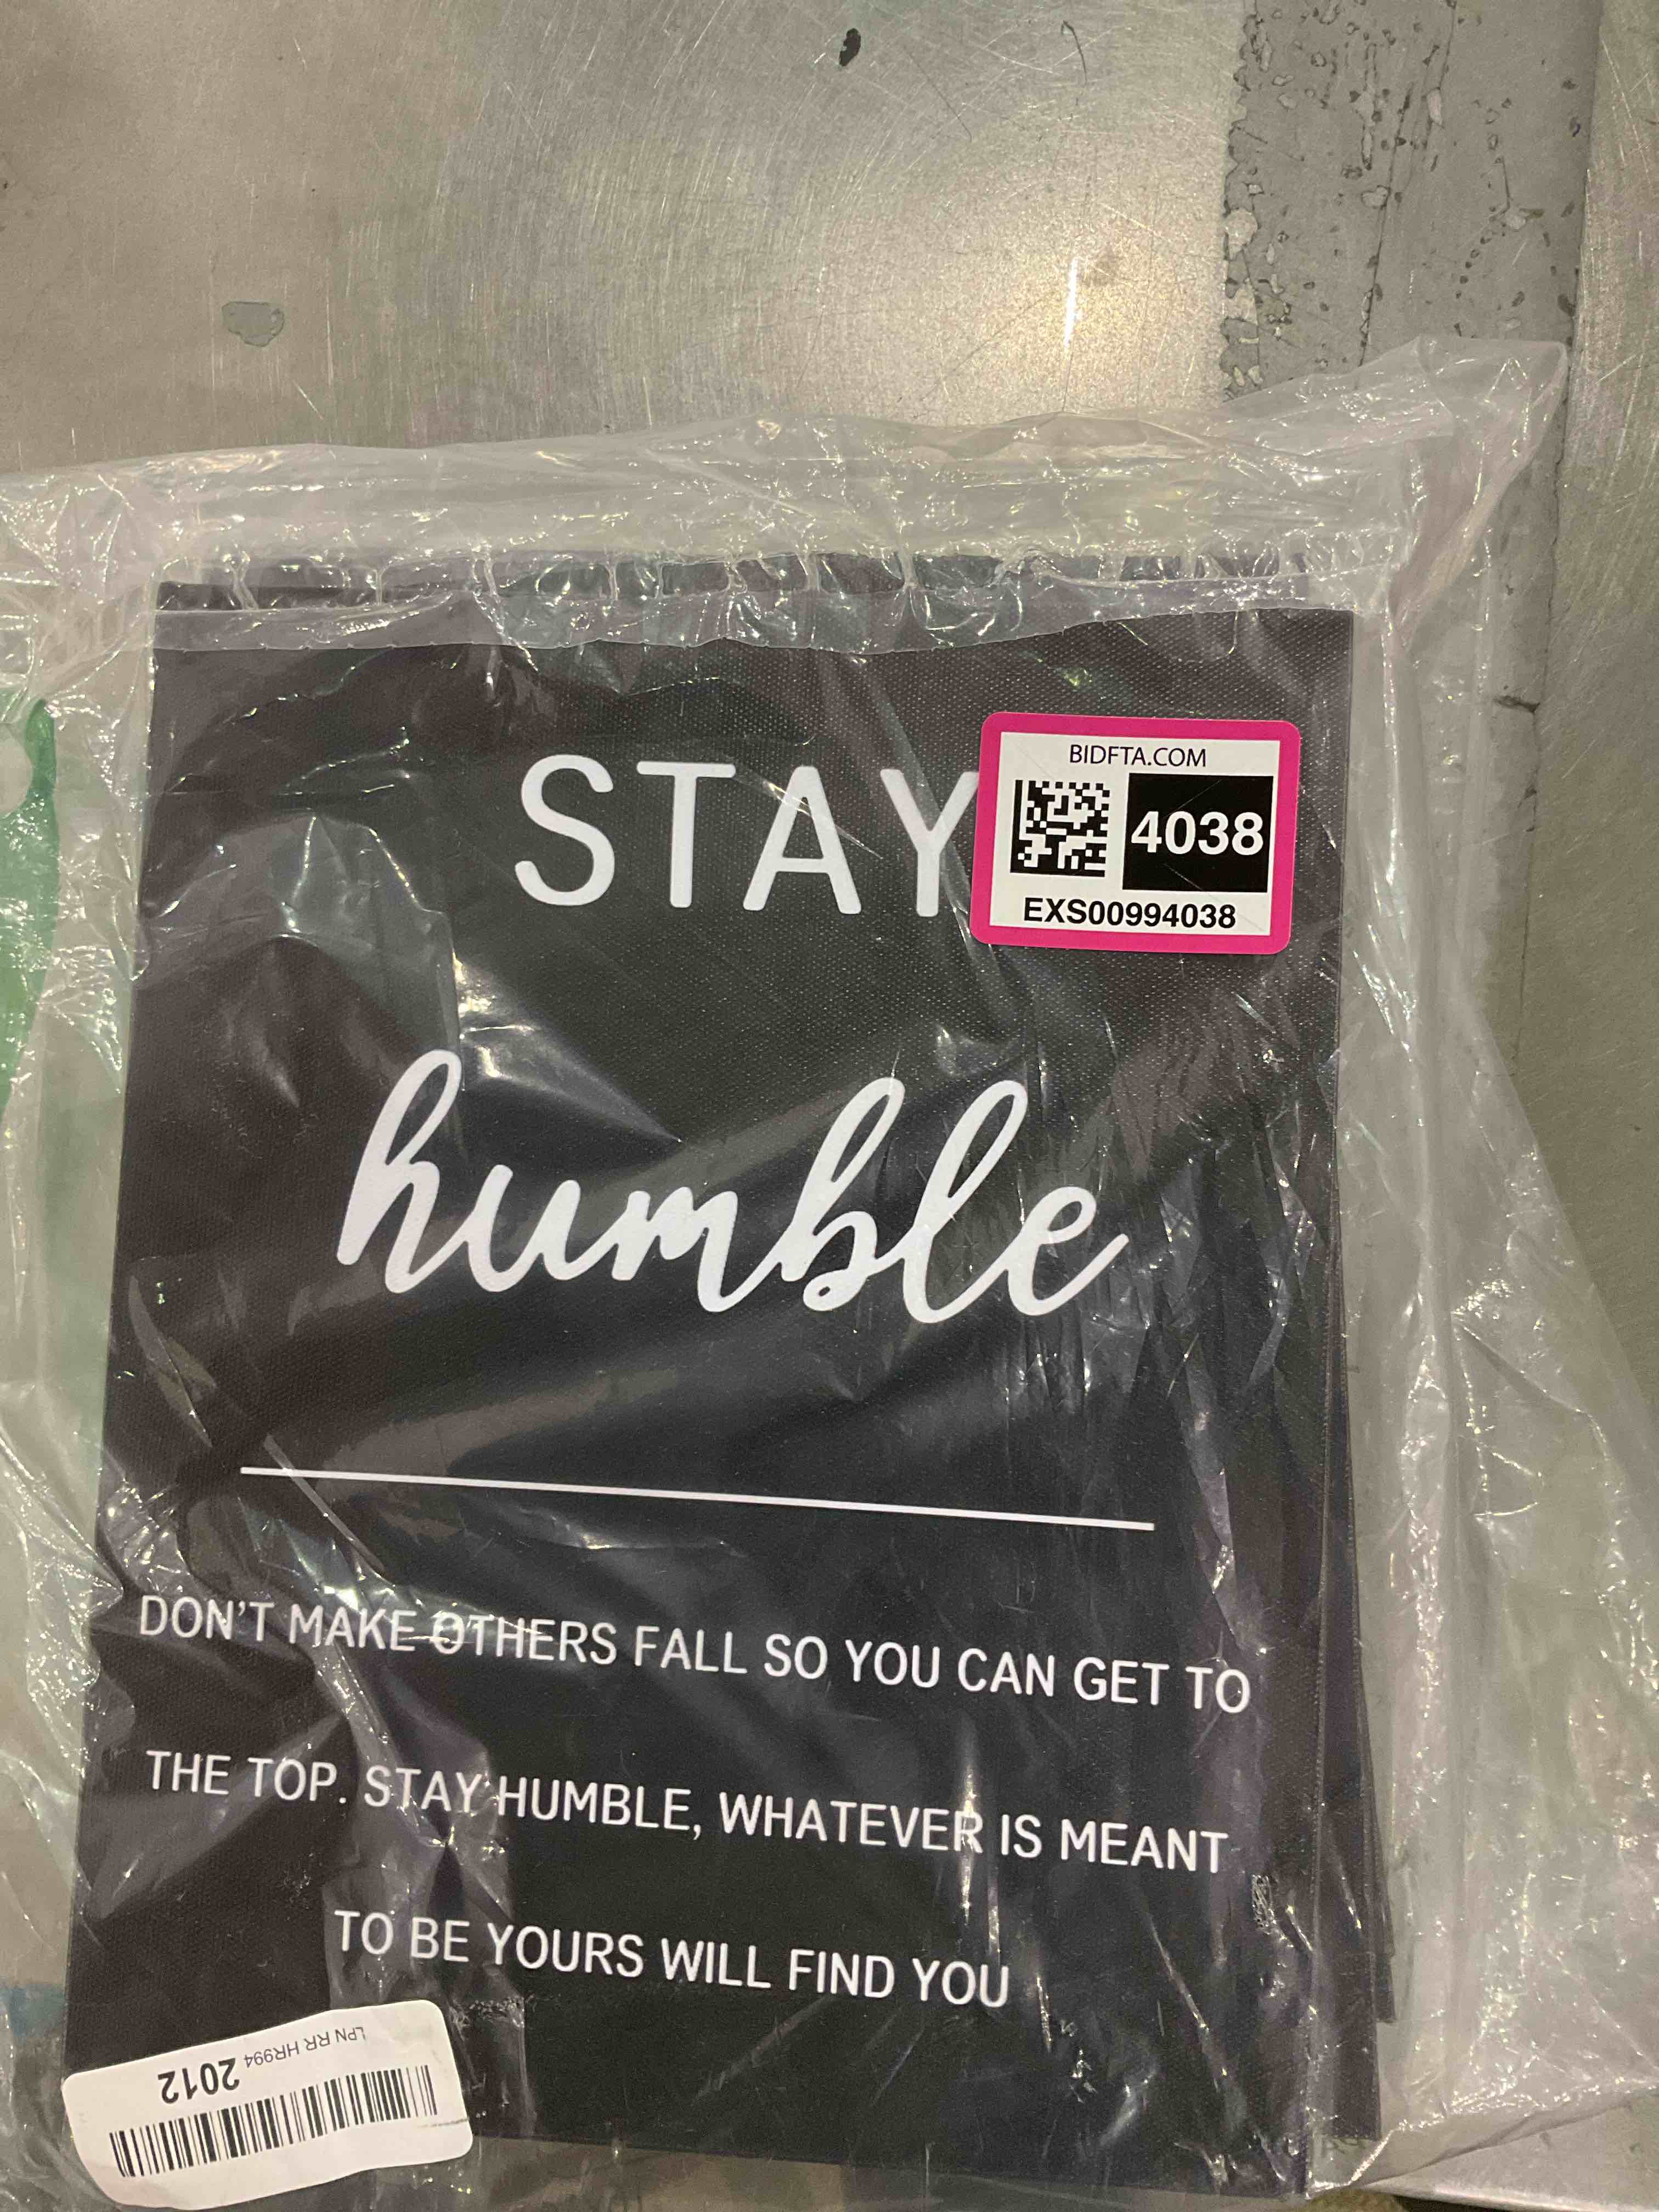 STAY
BIDFTA.COM
4038
EXS00994038
humble
DON'T MAKE OTHERS FALL SO YOU CAN GET TO
THE TOP. STAY HUMBLE, WHATEVER IS MEANT
TO BE YOURS WILL FIND YOU
LPN RR HR994 2012